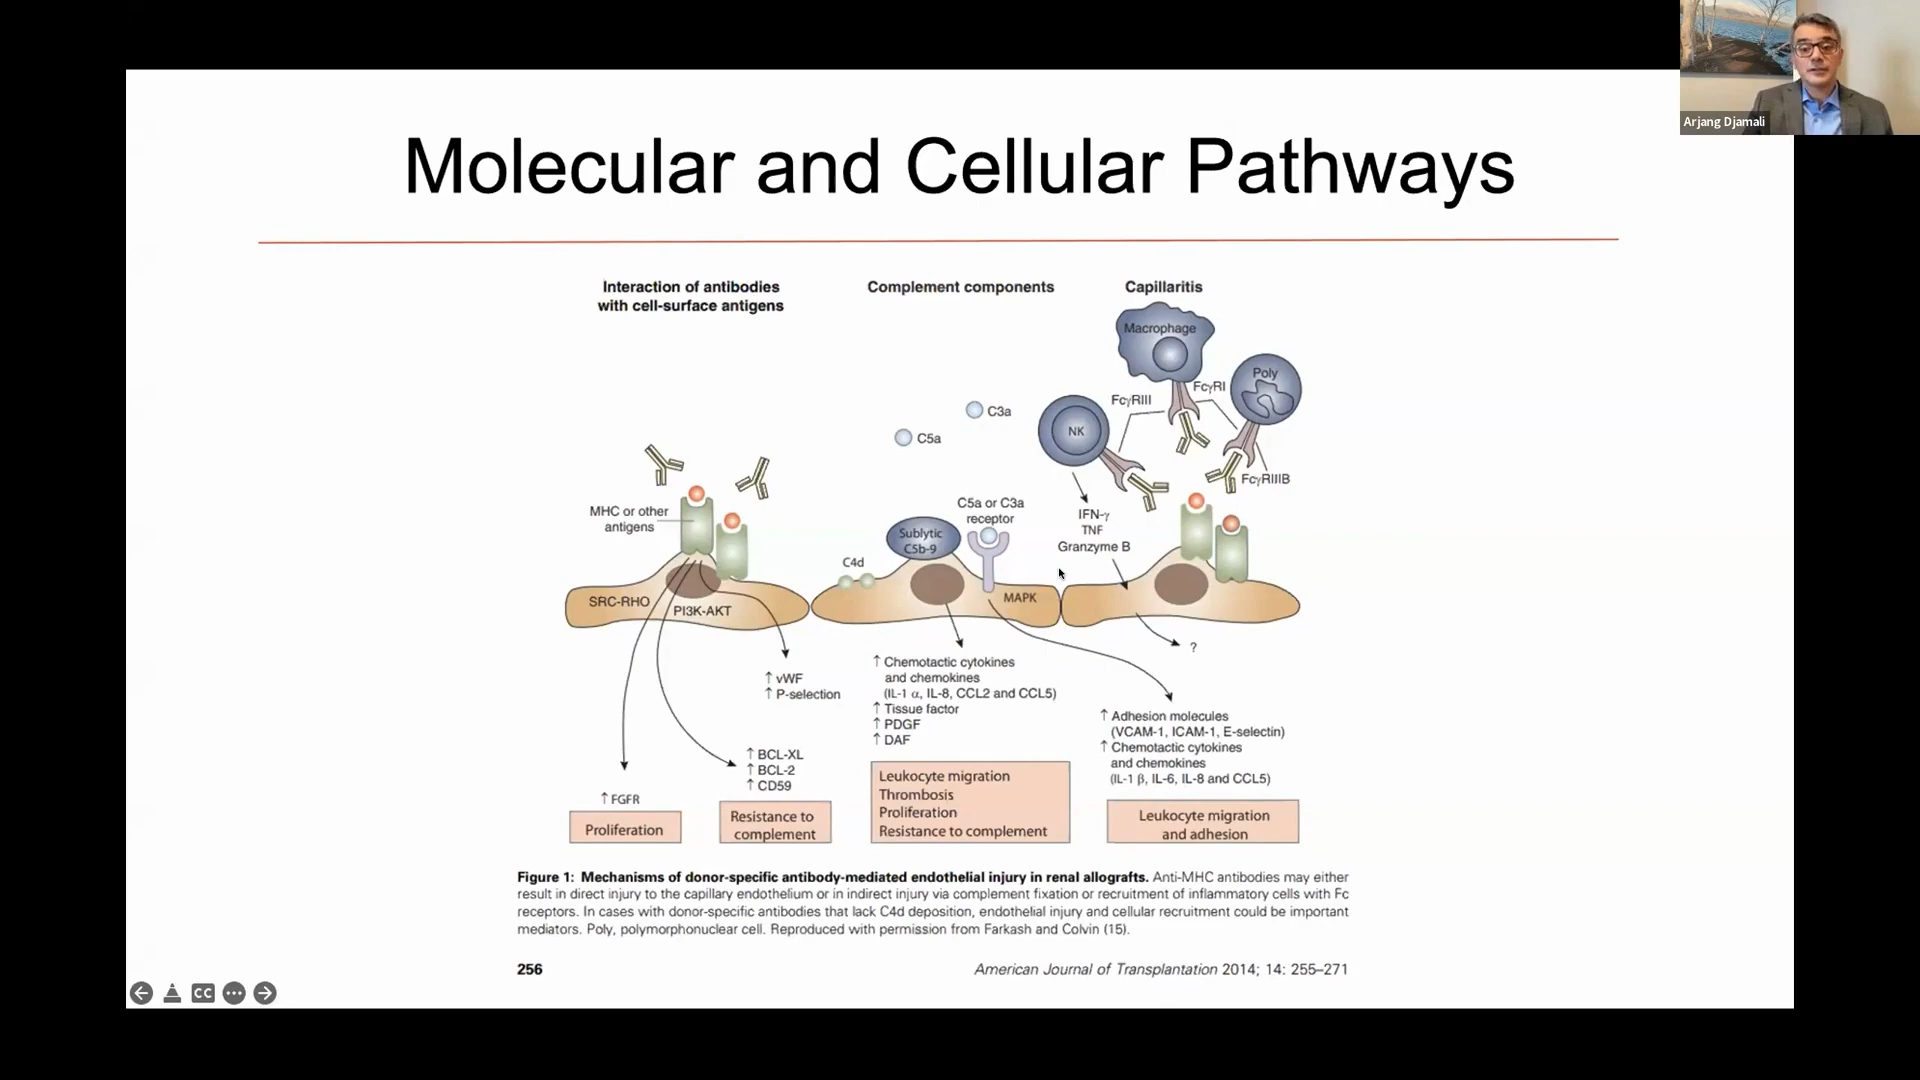 Arjang Djamali
Molecular and Cellular Pathways
Interaction of antibodies
with cell-surface antigens
Complement components
Capillaritis
Macrophage
Poly
FcγRI
FcγRIII
NK
FcγRIIIB
C3a
C5a
MHC or other
antigens
C5a or C3a
receptor
Sublytic
C5b-9
C4d
IFN-γ
TNF
Granzyme B
SRC-RHO
PI3K-AKT
MAPK
?
↑ vWF
↑ P-selection
↑ Chemotactic cytokines
and chemokines
(IL-1 α, IL-8, CCL2 and CCL5)
↑ Tissue factor
↑ PDGF
↑ DAF
↑ Adhesion molecules
(VCAM-1, ICAM-1, E-selectin)
↑ Chemotactic cytokines
and chemokines
(IL-1 β, IL-6, IL-8 and CCL5)
↑ BCL-XL
↑ BCL-2
↑ CD59
↑ FGFR
Proliferation
Resistance to
complement
Leukocyte migration
Thrombosis
Proliferation
Resistance to complement
Leukocyte migration
and adhesion
Figure 1: Mechanisms of donor-specific antibody-mediated endothelial injury in renal allografts. Anti-MHC antibodies may either
result in direct injury to the capillary endothelium or in indirect injury via complement fixation or recruitment of inflammatory cells with Fc
receptors. In cases with donor-specific antibodies that lack C4d deposition, endothelial injury and cellular recruitment could be important
mediators. Poly, polymorphonuclear cell. Reproduced with permission from Farkash and Colvin (15).
256
American Journal of Transplantation 2014; 14: 255–271
CC